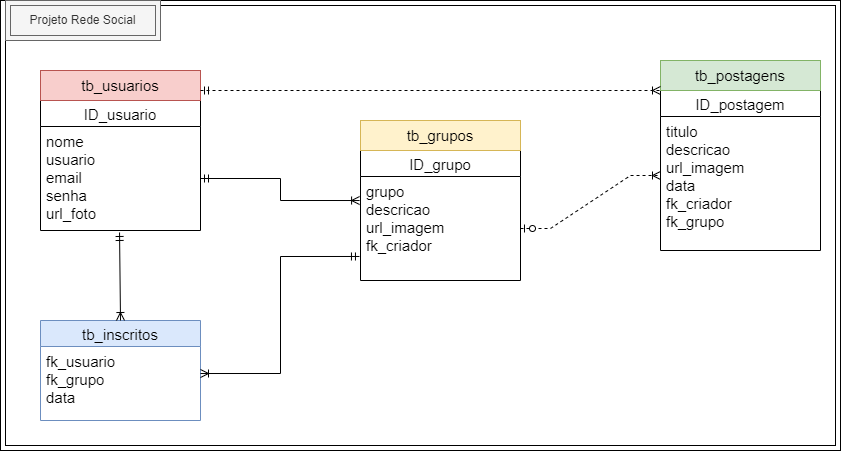 Projeto Rede Social
tb_usuarios
ID_usuario
nome
usuario
email
senha
url_foto
tb_grupos
ID_grupo
grupo
descricao
url_imagem
fk_criador
tb_postagens
ID_postagem
titulo
descricao
url_imagem
data
fk_criador
fk_grupo
tb_inscritos
fk_usuario
fk_grupo
data